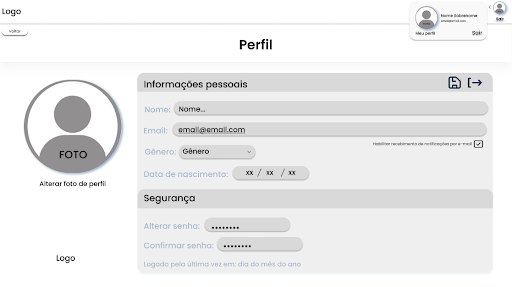 Logo
Nome Sobrenome
email@email.com
Meu perfil
Sair
Sair
voltar
Perfil
Informações pessoais
Nome: Nome...
Email: email@email.com
Habilitar recebimento de notificações por e-mail
Gênero: Gênero
Data de nascimento: xx / xx / xx
FOTO
Alterar foto de perfil
Segurança
Alterar senha: ••••••••
Confirmar senha: ••••••••
Logado pela última vez em: dia do mês do ano
Logo